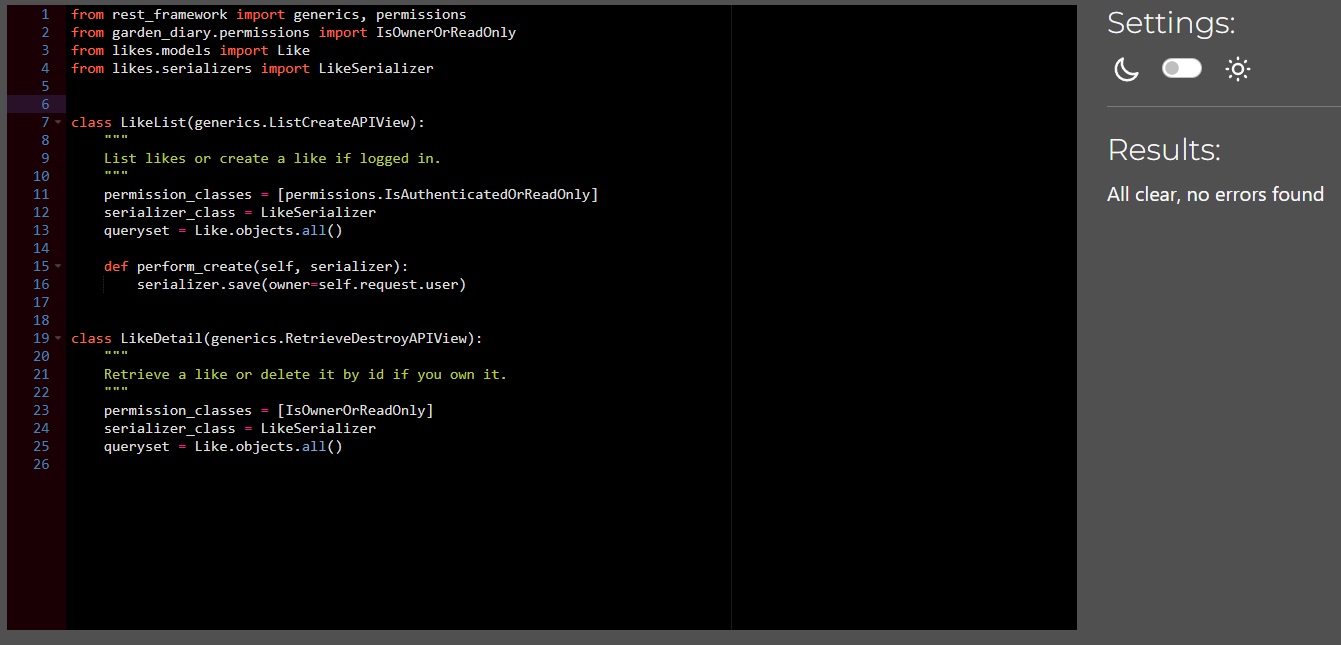 1 from rest_framework import generics, permissions
2 from garden_diary.permissions import IsOwnerOrReadOnly
3 from likes.models import Like
4 from likes.serializers import LikeSerializer
5
6
7 class LikeList(generics.ListCreateAPIView):
8     """
9     List likes or create a like if logged in.
10     """
11     permission_classes = [permissions.IsAuthenticatedOrReadOnly]
12     serializer_class = LikeSerializer
13     queryset = Like.objects.all()
14
15     def perform_create(self, serializer):
16         serializer.save(owner=self.request.user)
17
18
19 class LikeDetail(generics.RetrieveDestroyAPIView):
20     """
21     Retrieve a like or delete it by id if you own it.
22     """
23     permission_classes = [IsOwnerOrReadOnly]
24     serializer_class = LikeSerializer
25     queryset = Like.objects.all()
26
Settings:
Results:
All clear, no errors found